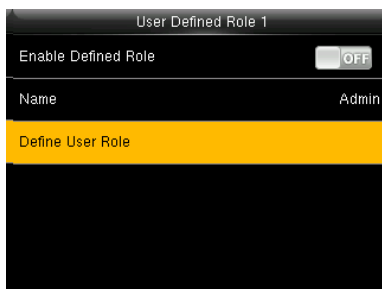 User Defined Role 1
Enable Defined Role OFF
Name Admin
Define User Role